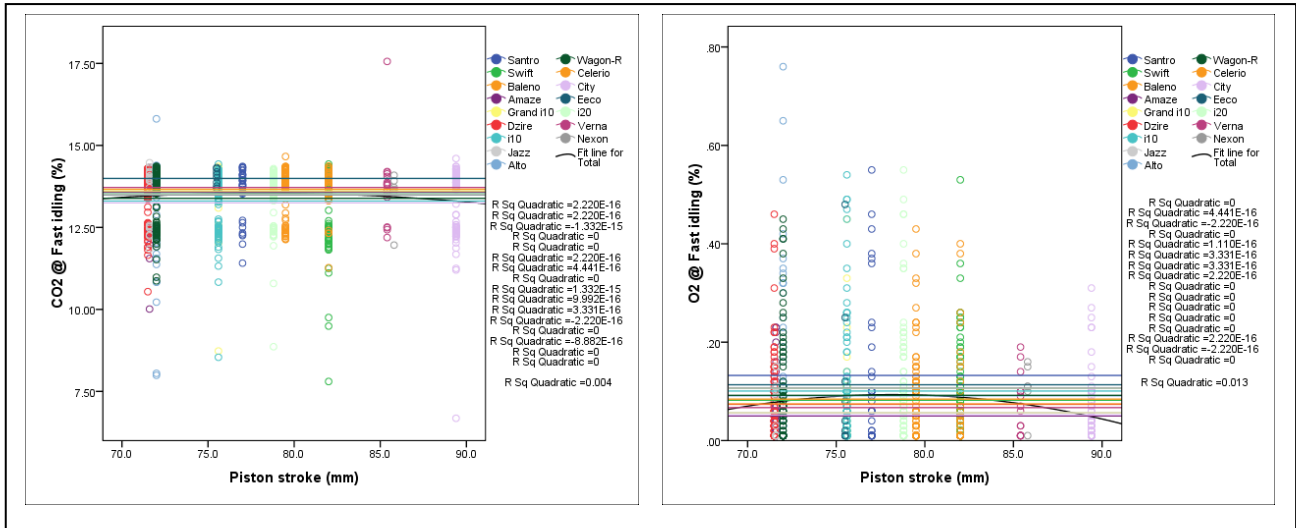 17.50
15.00
12.50
10.00
7.50
CO2 @ Fast idling (%)
70.0 75.0 80.0 85.0 90.0
Piston stroke (mm)
Santro Wagon-R
Swift Celerio
Baleno City
Amaze Eeco
Grand i10 i20
Dzire Verna
i10 Nexon
Jazz Fit line for
Alto Total
R Sq Quadratic =2.220E-16
R Sq Quadratic =2.220E-16
R Sq Quadratic =-1.332E-15
R Sq Quadratic =0
R Sq Quadratic =0
R Sq Quadratic =2.220E-16
R Sq Quadratic =4.441E-16
R Sq Quadratic =0
R Sq Quadratic =1.332E-15
R Sq Quadratic =9.992E-16
R Sq Quadratic =3.331E-16
R Sq Quadratic =-2.220E-16
R Sq Quadratic =0
R Sq Quadratic =-8.882E-16
R Sq Quadratic =0
R Sq Quadratic =0
R Sq Quadratic =0.004
.80
.60
.40
.20
.00
O2 @ Fast idling (%)
70.0 75.0 80.0 85.0 90.0
Piston stroke (mm)
Santro Wagon-R
Swift Celerio
Baleno City
Amaze Eeco
Grand i10 i20
Dzire Verna
i10 Nexon
Jazz Fit line for
Alto Total
R Sq Quadratic =0
R Sq Quadratic =4.441E-16
R Sq Quadratic =-2.220E-16
R Sq Quadratic =0
R Sq Quadratic =1.110E-16
R Sq Quadratic =3.331E-16
R Sq Quadratic =3.331E-16
R Sq Quadratic =2.220E-16
R Sq Quadratic =0
R Sq Quadratic =0
R Sq Quadratic =0
R Sq Quadratic =0
R Sq Quadratic =0
R Sq Quadratic =2.220E-16
R Sq Quadratic =-2.220E-16
R Sq Quadratic =0
R Sq Quadratic =0.013